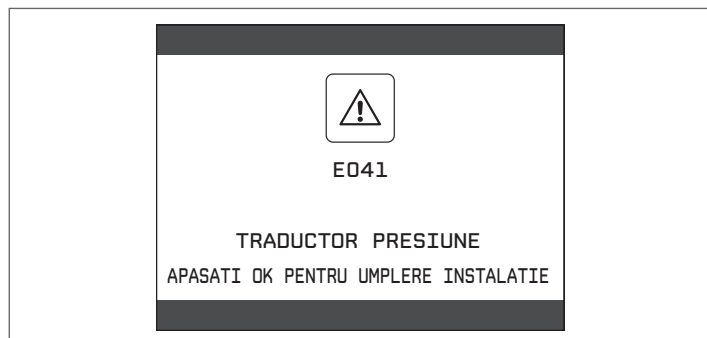 E041
TRADUCTOR PRESIUNE
APASATI OK PENTRU UMPLERE INSTALATIE